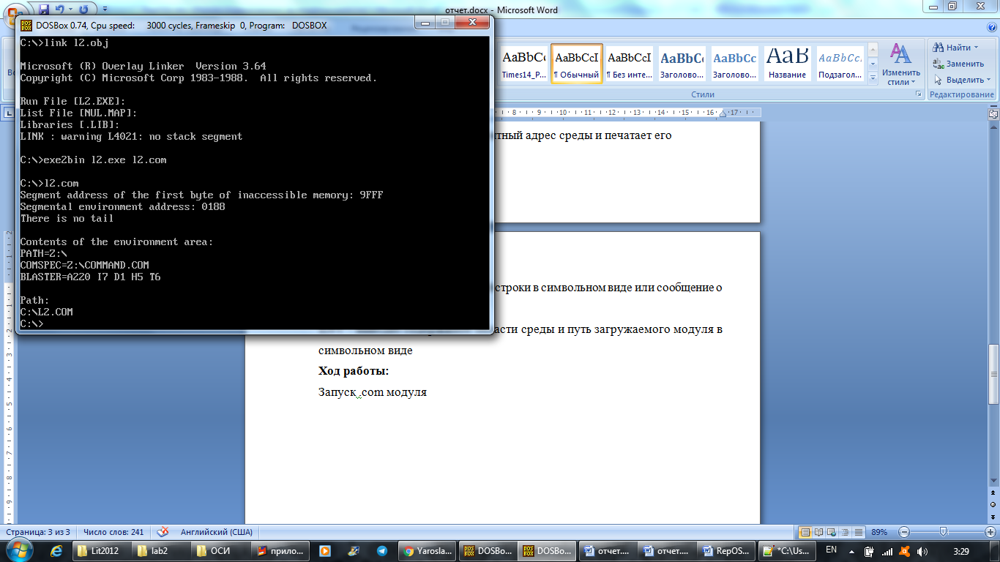 отчет.docx - Microsoft Word
DOSBox 0.74, Cpu speed: 3000 cycles, Frameskip 0, Program: DOSBOX
C:\>link l2.obj
Microsoft (R) Overlay Linker Version 3.64
Copyright (C) Microsoft Corp 1983-1988. All rights reserved.
Run File [L2.EXE]:
List File [NUL.MAP]:
Libraries [.LIB]:
LINK : warning L4021: no stack segment
C:\>exe2bin l2.exe l2.com
C:\>l2.com
Segment address of the first byte of inaccessible memory: 9FFF
Segmental environment address: 0188
There is no tail
Contents of the environment area:
PATH=Z:\
COMSPEC=Z:\COMMAND.COM
BLASTER=A220 I7 D1 H5 T6
Path:
C:\L2.COM
C:\>
AaBbCc AaBbCcI AaBbCcI AaBbCc AaBbCc AaB AaBbCc.
Times14_P... ¶ Обычный ¶ Без инте... Заголово... Заголово... Название Подзагол...
Изменить стили
Стили
Найти
Заменить
Выделить
Редактирование
8 9 10 11 12 13 14 15 16 17
тный адрес среды и печатает его
строки в символьном виде или сообщение о
асти среды и путь загружаемого модуля в
символьном виде
Ход работы:
Запуск .com модуля
Страница: 3 из 3 Число слов: 241 Английский (США) 89%
Lit2012 lab2 ОСИ прило... Yarosla... DOSBo... DOSBo... отчет.... отчет.... RepOS... *C:\Us... EN 3:29